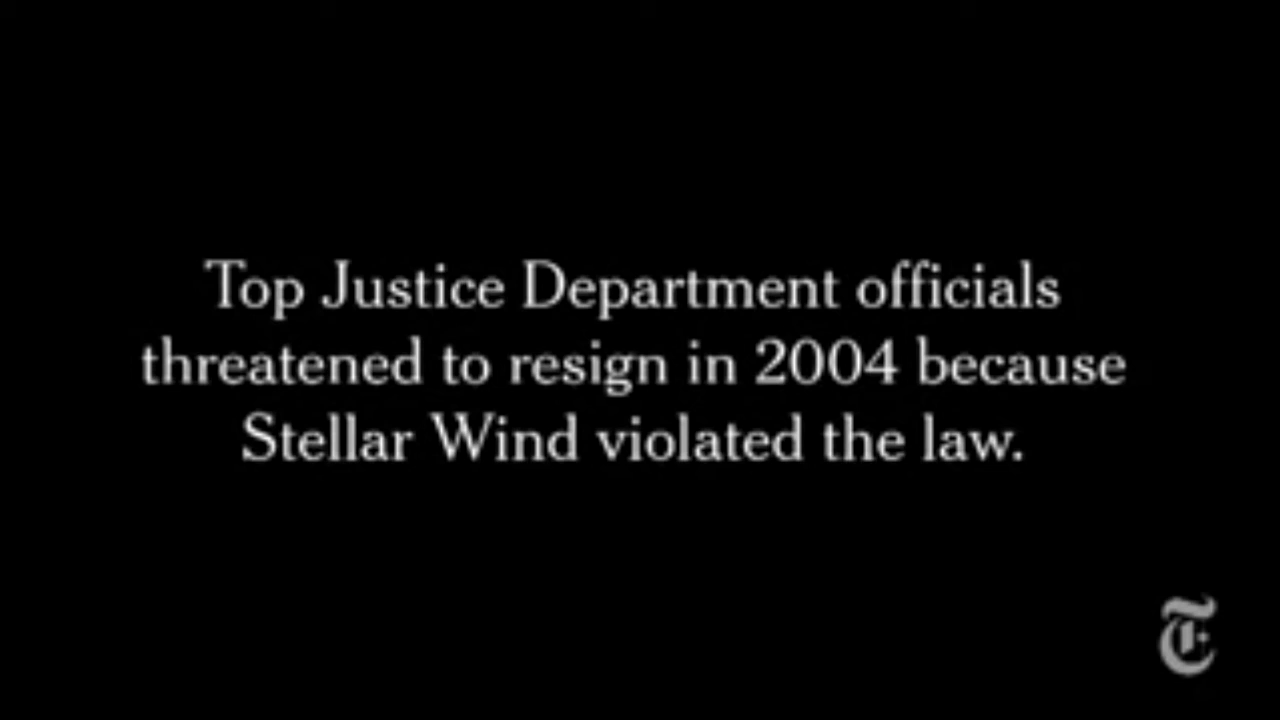 Top Justice Department officials
threatened to resign in 2004 because
Stellar Wind violated the law.
T